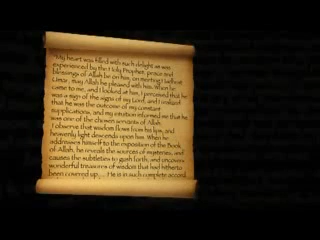 "My heart was filled with such delight as was
experienced by the Holy Prophet, peace and
blessings of Allah be on him, on meeting Hadhrat
Umar, may Allah be pleased with him. When he
came to me, and I looked at him, I perceived that he
was a sign of the signs of my Lord, and I realized
that he was the outcome of my constant
supplications, and my intuition informed me that he
was one of the chosen servants of Allah.
I observe that wisdom flows from his lips, and
heavenly light descends upon him. When he
addresses himself to the exposition of the Book
of Allah, he reveals the sources of mysteries, and
causes the subtleties to gush forth, and uncovers
wonderful treasures of wisdom that feel hitherto
been covered up,.... He is in such complete accord